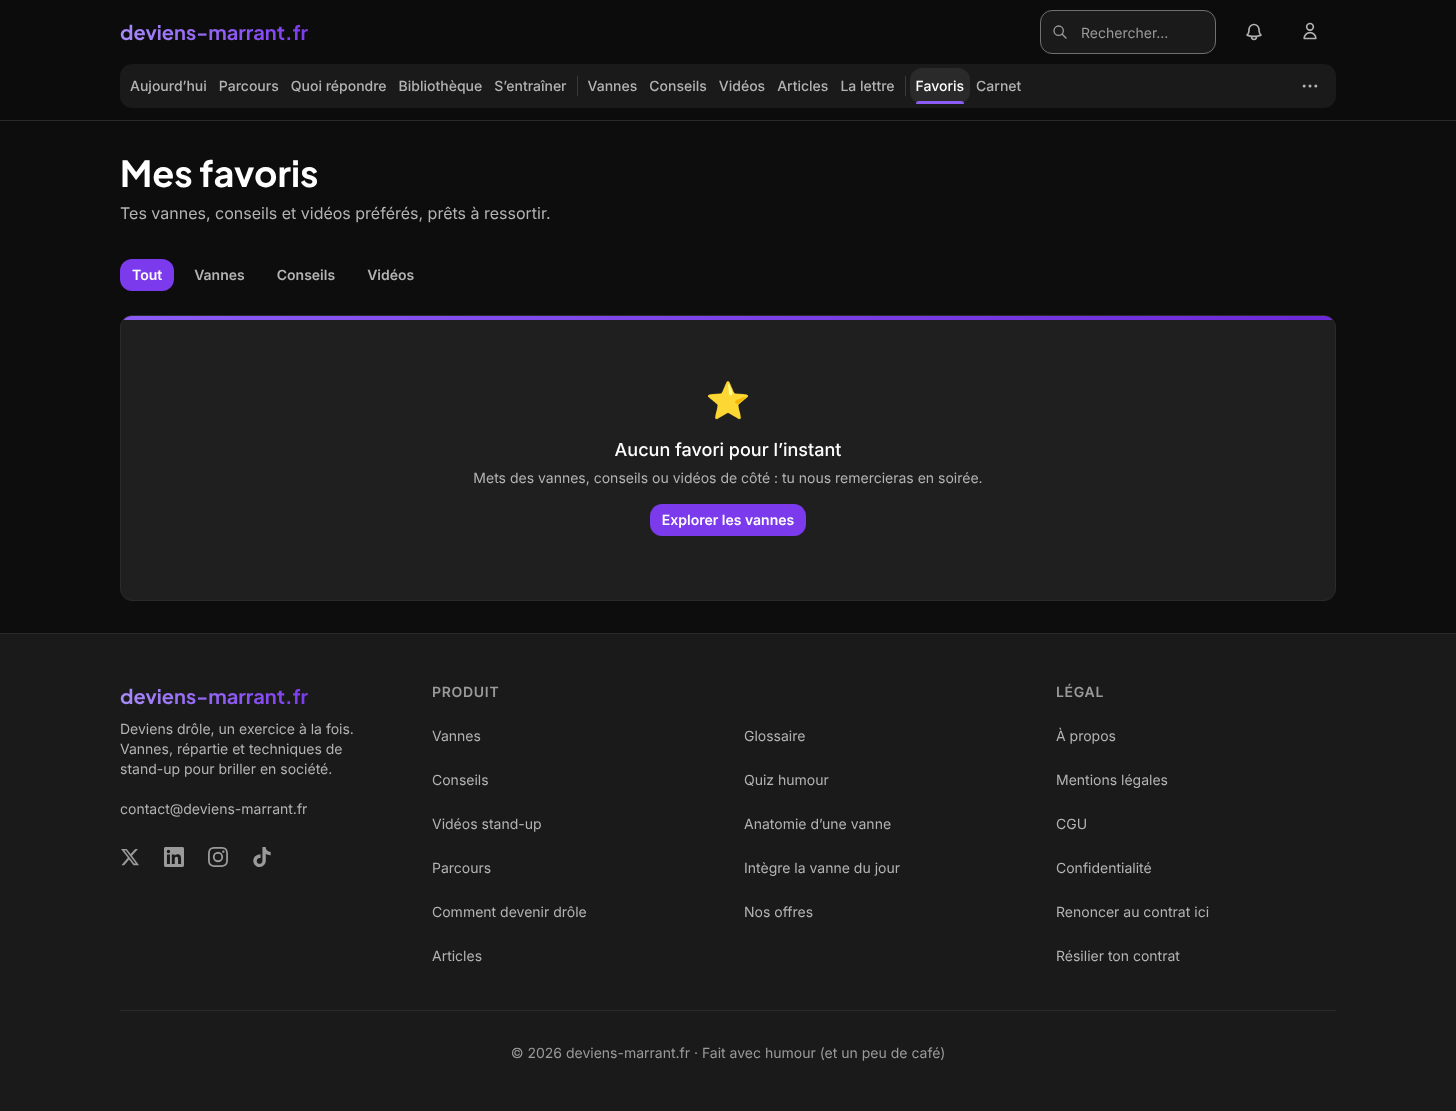 deviens-marrant.fr
Rechercher...
Aujourd’hui Parcours Quoi répondre Bibliothèque S’entraîner Vannes Conseils Vidéos Articles La lettre Favoris Carnet
Mes favoris
Tes vannes, conseils et vidéos préférés, prêts à ressortir.
Tout Vannes Conseils Vidéos
Aucun favori pour l’instant
Mets des vannes, conseils ou vidéos de côté : tu nous remercieras en soirée.
Explorer les vannes
deviens-marrant.fr
Deviens drôle, un exercice à la fois.
Vannes, répartie et techniques de
stand-up pour briller en société.
contact@deviens-marrant.fr
PRODUIT
Vannes
Conseils
Vidéos stand-up
Parcours
Comment devenir drôle
Articles
Glossaire
Quiz humour
Anatomie d’une vanne
Intègre la vanne du jour
Nos offres
LÉGAL
À propos
Mentions légales
CGU
Confidentialité
Renoncer au contrat ici
Résilier ton contrat
© 2026 deviens-marrant.fr · Fait avec humour (et un peu de café)